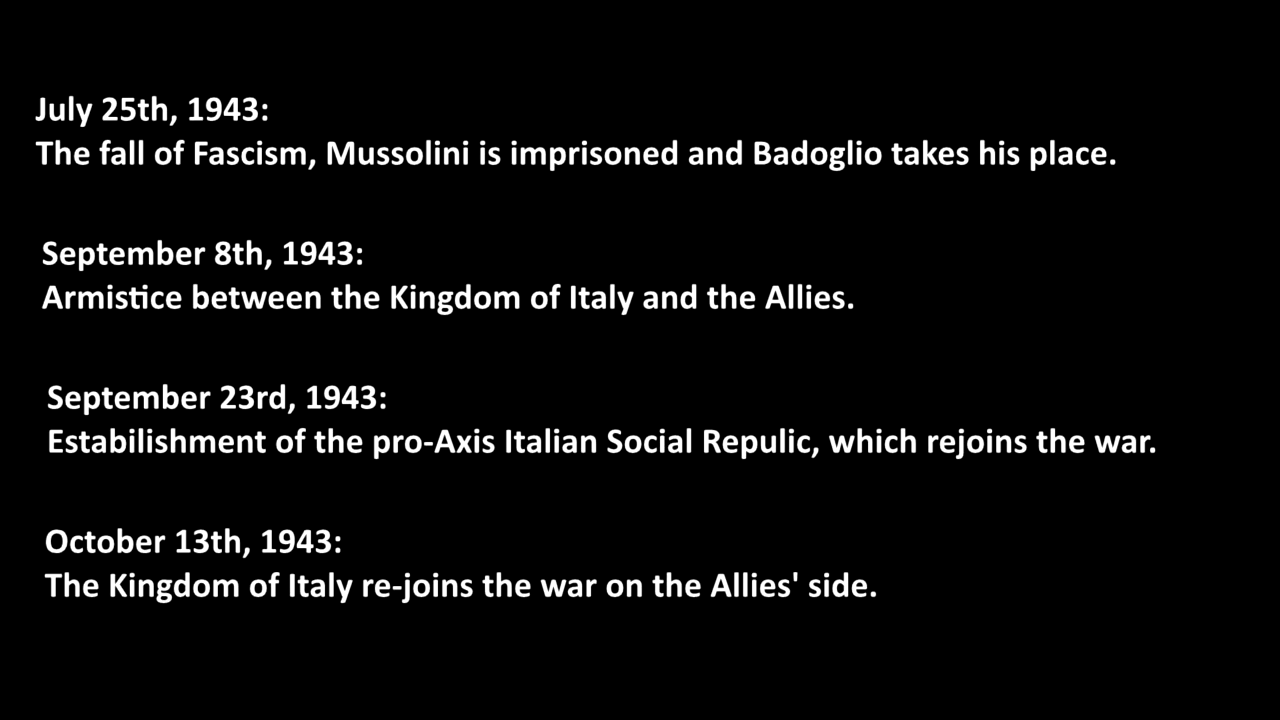 July 25th, 1943:
The fall of Fascism, Mussolini is imprisoned and Badoglio takes his place.
September 8th, 1943:
Armistice between the Kingdom of Italy and the Allies.
September 23rd, 1943:
Estabilishment of the pro-Axis Italian Social Repulic, which rejoins the war.
October 13th, 1943:
The Kingdom of Italy re-joins the war on the Allies' side.